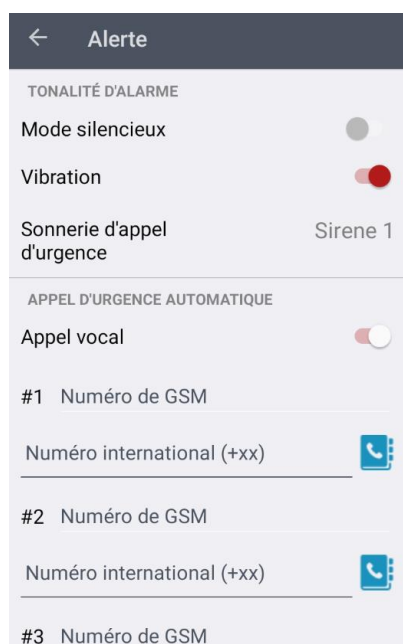 Alerte
TONALITÉ D'ALARME
Mode silencieux
Vibration
Sonnerie d'appel
d'urgence
Sirene 1
APPEL D'URGENCE AUTOMATIQUE
Appel vocal
#1 Numéro de GSM
Numéro international (+xx)
#2 Numéro de GSM
Numéro international (+xx)
#3 Numéro de GSM